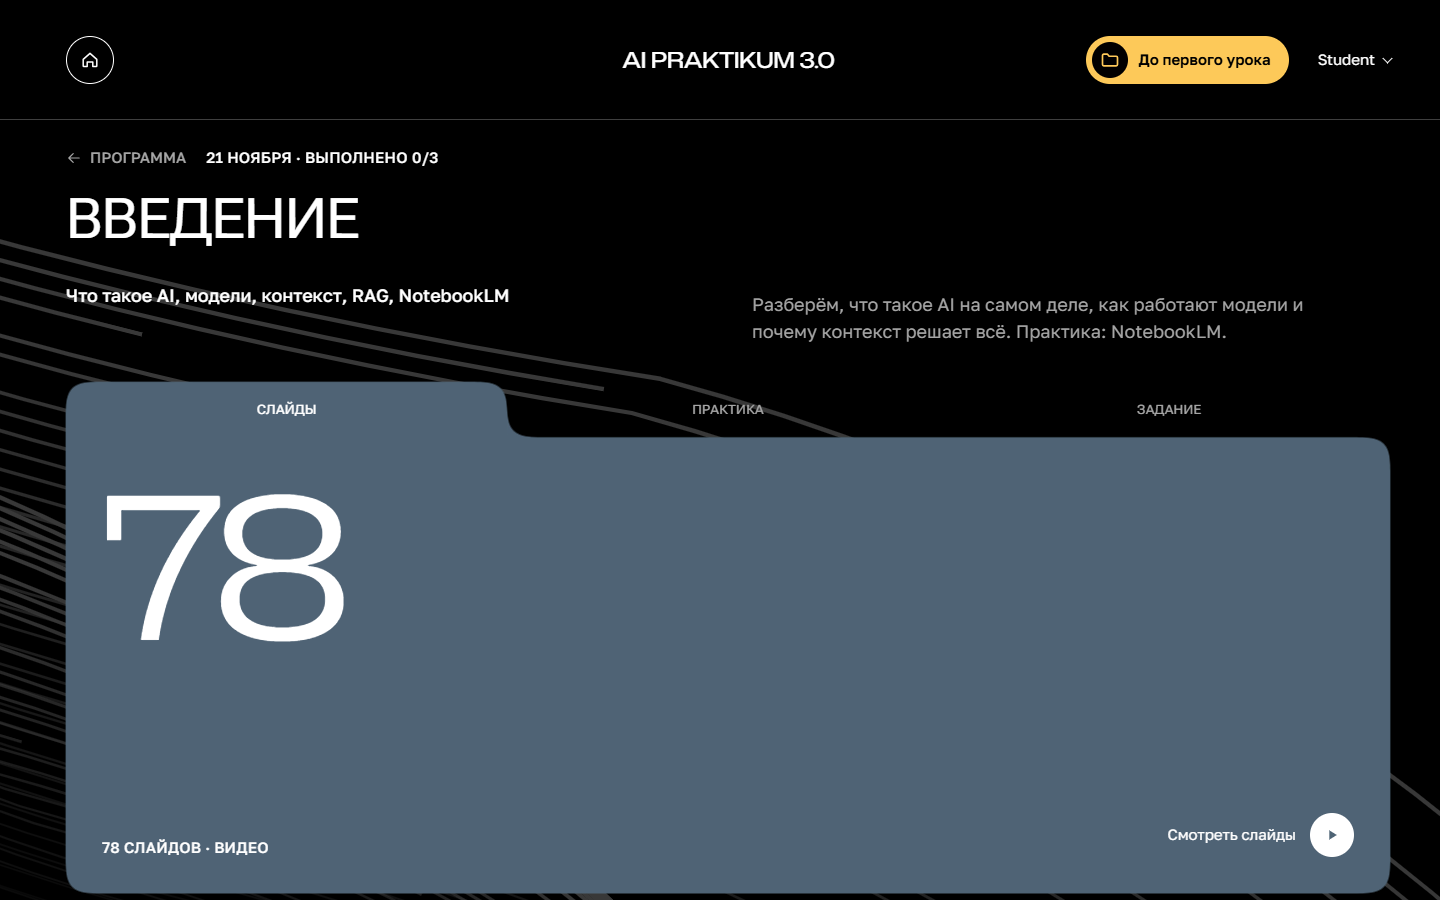 AI PRAKTIKUM 3.0
До первого урока
Student
ПРОГРАММА
21 НОЯБРЯ · ВЫПОЛНЕНО 0/3
ВВЕДЕНИЕ
Что такое AI, модели, контекст, RAG, NotebookLM
Разберём, что такое AI на самом деле, как работают модели и
почему контекст решает всё. Практика: NotebookLM.
СЛАЙДЫ
ПРАКТИКА
ЗАДАНИЕ
78
78 СЛАЙДОВ · ВИДЕО
Смотреть слайды